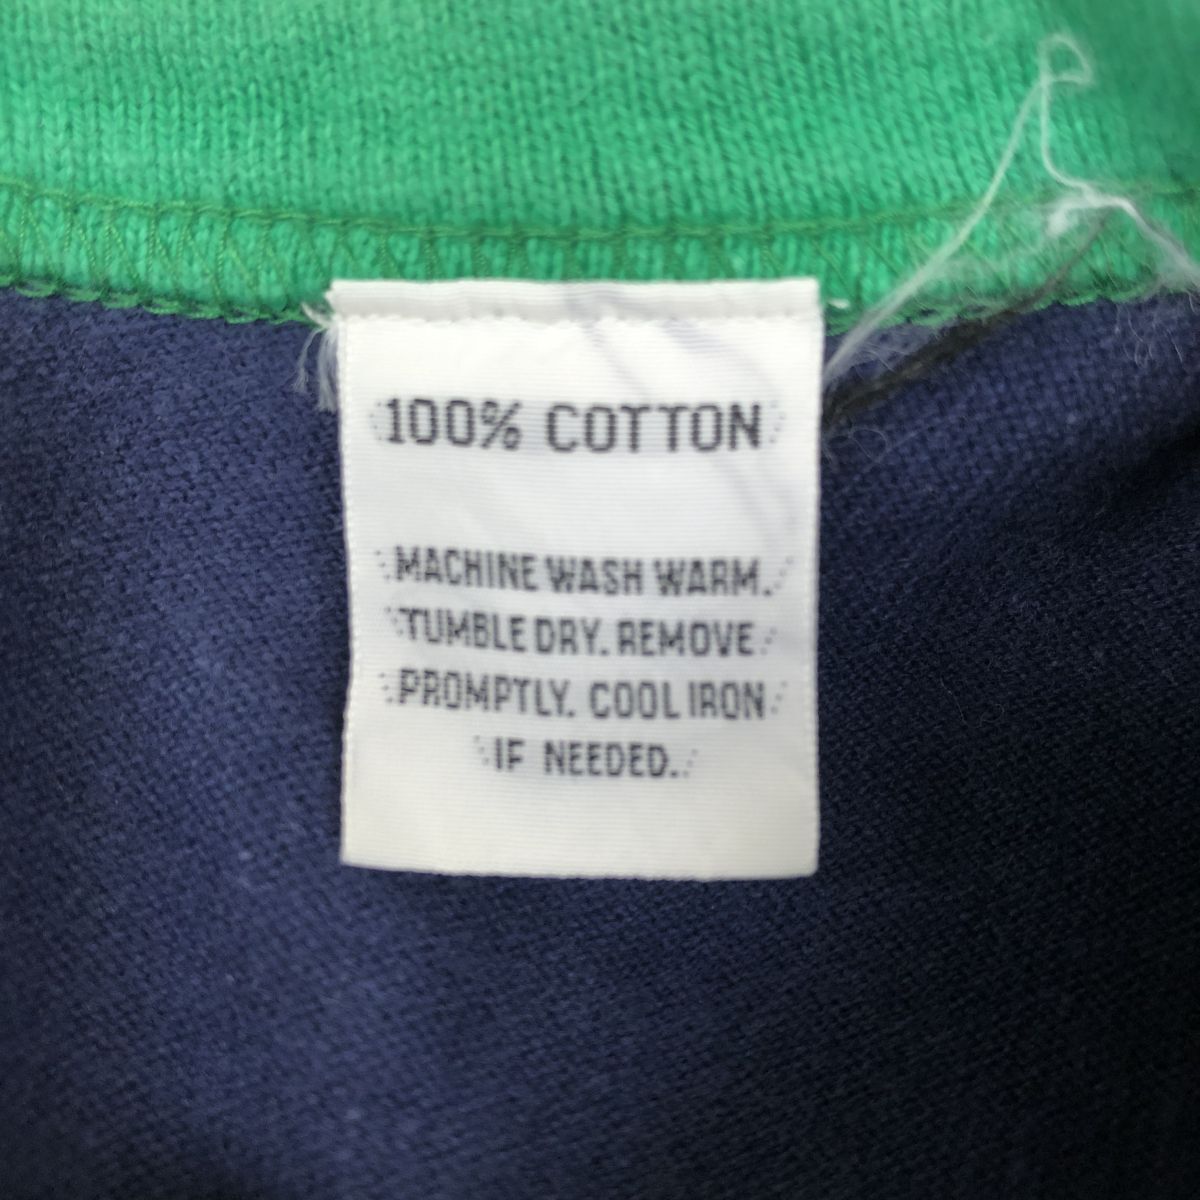 100% COTTON
MACHINE WASH WARM.
TUMBLE DRY. REMOVE
PROMPTLY. COOL IRON
IF NEEDED.